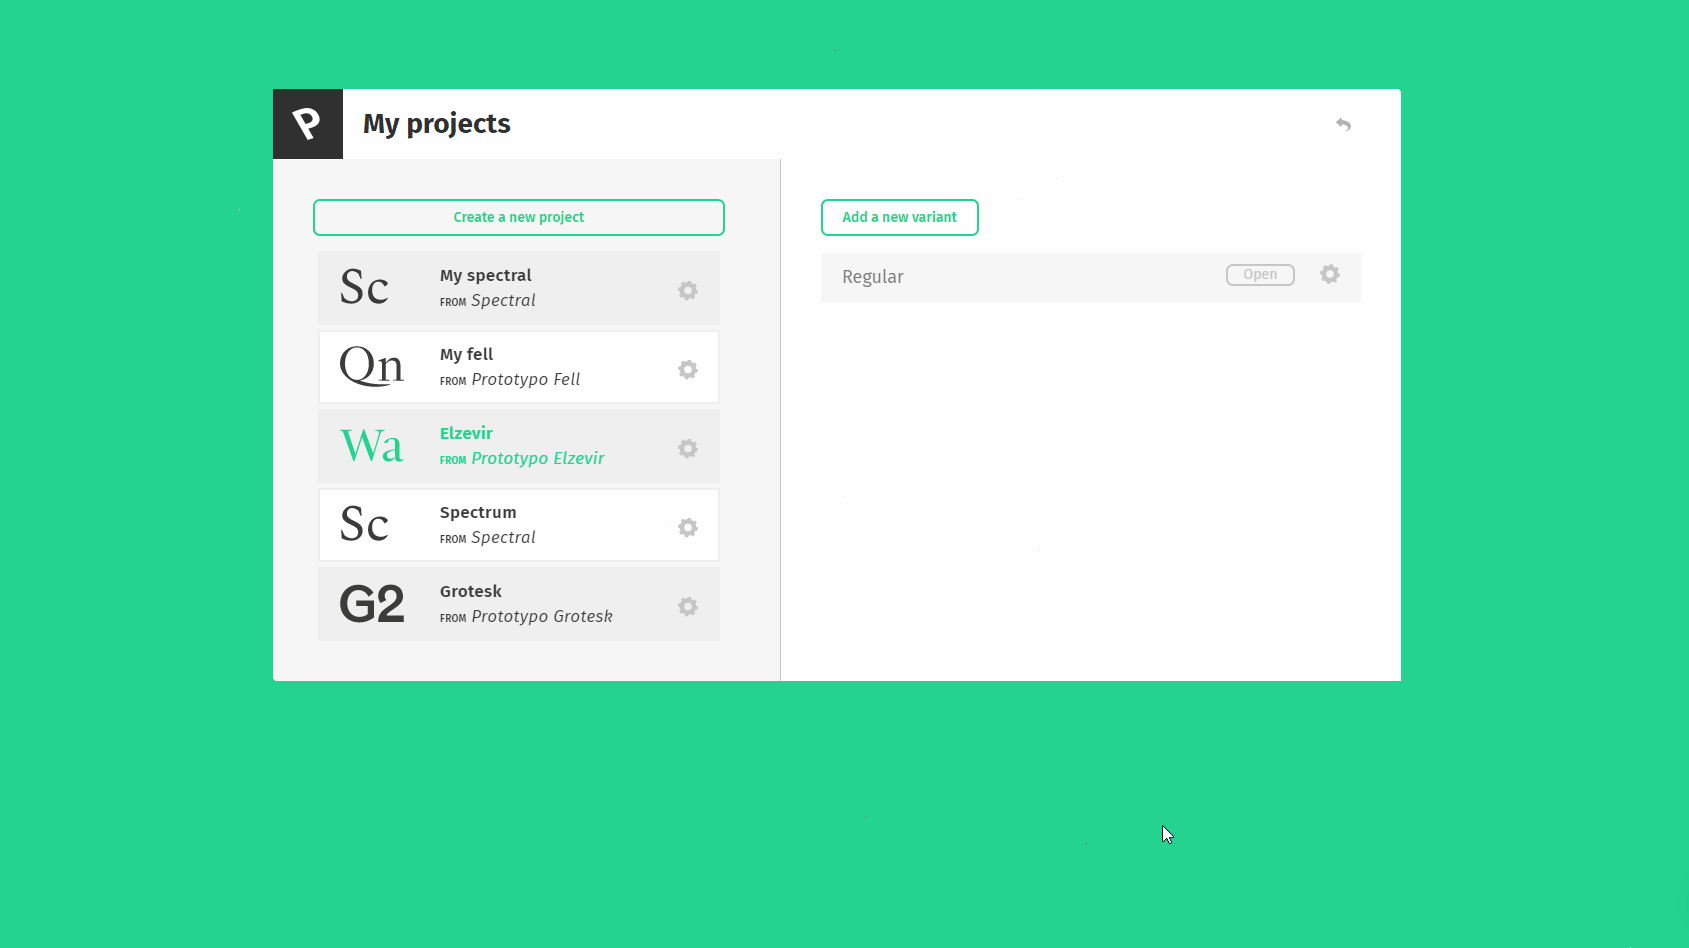 P
My projects
Create a new project
Sc
My spectral
FROM Spectral
Qn
My fell
FROM Prototypo Fell
Wa
Elzevir
FROM Prototypo Elzevir
Sc
Spectrum
FROM Spectral
G2
Grotesk
FROM Prototypo Grotesk
Add a new variant
Regular
Open